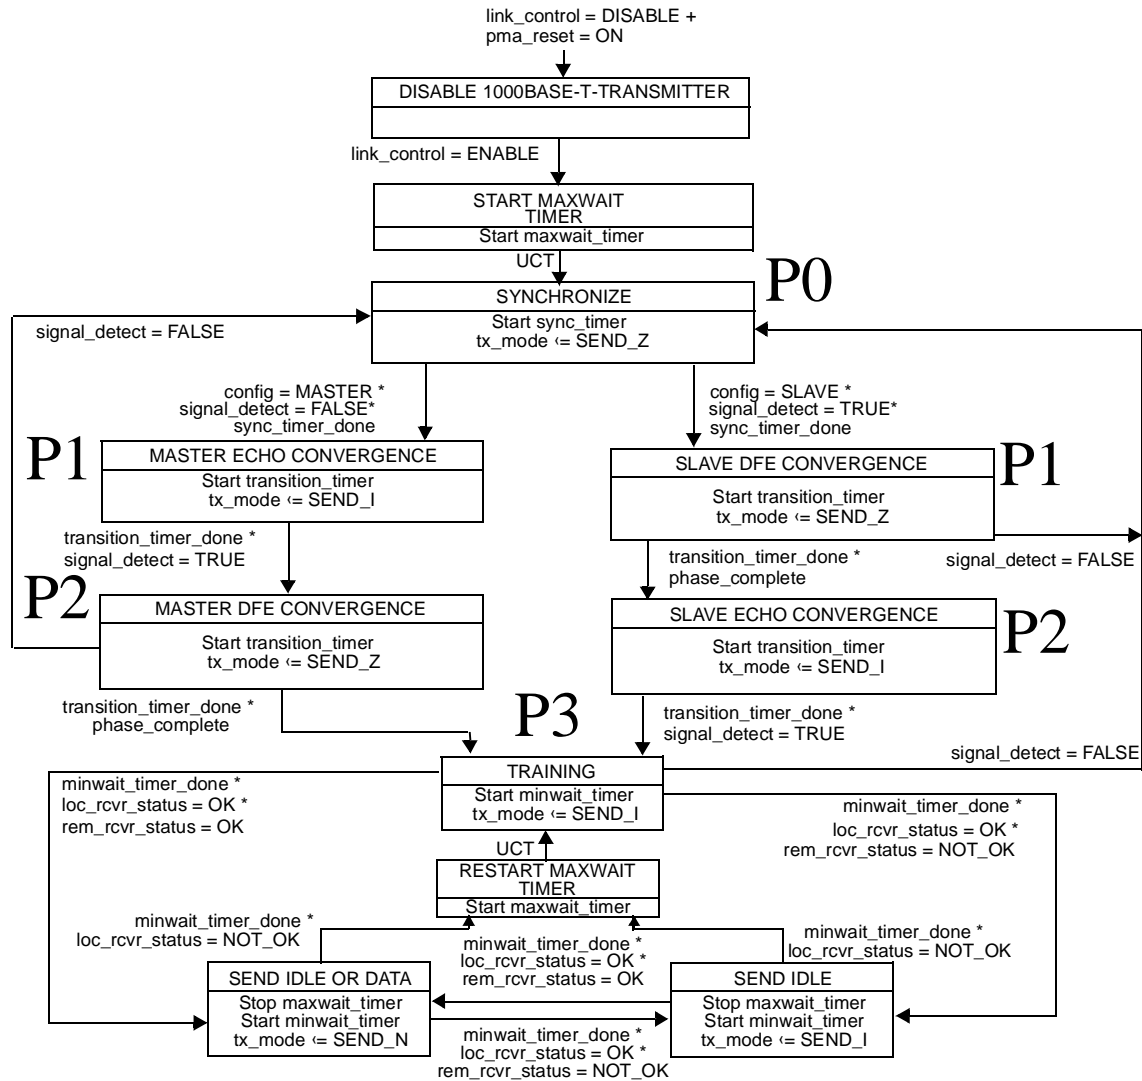 link_control = DISABLE +
pma_reset = ON
DISABLE 1000BASE-T-TRANSMITTER
link_control = ENABLE
START MAXWAIT
TIMER
Start maxwait_timer
UCT
P0
SYNCHRONIZE
Start sync_timer
tx_mode <= SEND_Z
signal_detect = FALSE
config = MASTER *
signal_detect = FALSE*
sync_timer_done
config = SLAVE *
signal_detect = TRUE*
sync_timer_done
P1
MASTER ECHO CONVERGENCE
Start transition_timer
tx_mode <= SEND_I
SLAVE DFE CONVERGENCE
Start transition_timer
tx_mode <= SEND_Z
P1
transition_timer_done *
signal_detect = TRUE
transition_timer_done *
phase_complete
signal_detect = FALSE
P2
MASTER DFE CONVERGENCE
Start transition_timer
tx_mode <= SEND_Z
SLAVE ECHO CONVERGENCE
Start transition_timer
tx_mode <= SEND_I
P2
transition_timer_done *
phase_complete
P3
transition_timer_done *
signal_detect = TRUE
signal_detect = FALSE
TRAINING
Start minwait_timer
tx_mode <= SEND_I
minwait_timer_done *
loc_rcvr_status = OK *
rem_rcvr_status = OK
minwait_timer_done *
loc_rcvr_status = OK *
rem_rcvr_status = NOT_OK
UCT
RESTART MAXWAIT
TIMER
Start maxwait_timer
minwait_timer_done *
loc_rcvr_status = NOT_OK
minwait_timer_done *
loc_rcvr_status = OK *
rem_rcvr_status = OK
minwait_timer_done *
loc_rcvr_status = NOT_OK
SEND IDLE OR DATA
Stop maxwait_timer
Start minwait_timer
tx_mode <= SEND_N
SEND IDLE
Stop maxwait_timer
Start minwait_timer
tx_mode <= SEND_I
minwait_timer_done *
loc_rcvr_status = OK *
rem_rcvr_status = NOT_OK